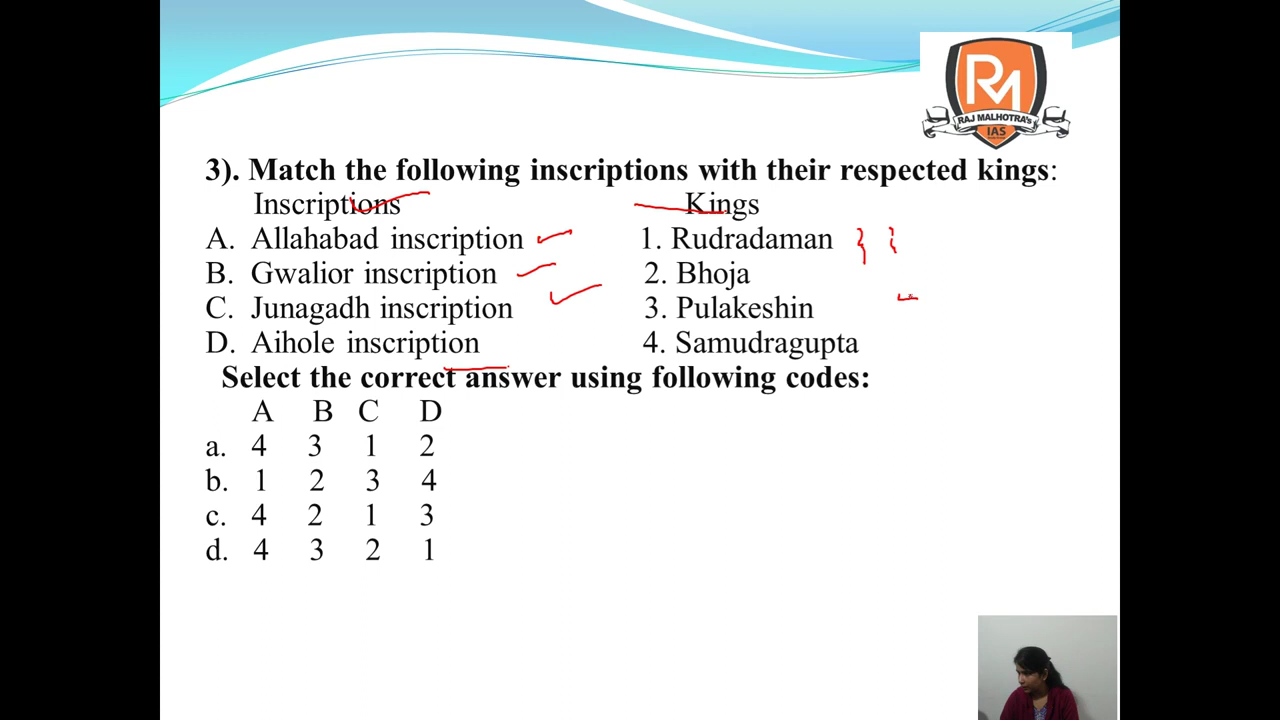 RM
RAJ MALHOTRA's
IAS
3). Match the following inscriptions with their respected kings:
Inscriptions Kings
A. Allahabad inscription 1. Rudradaman
B. Gwalior inscription 2. Bhoja
C. Junagadh inscription 3. Pulakeshin
D. Aihole inscription 4. Samudragupta
Select the correct answer using following codes:
A B C D
a. 4 3 1 2
b. 1 2 3 4
c. 4 2 1 3
d. 4 3 2 1